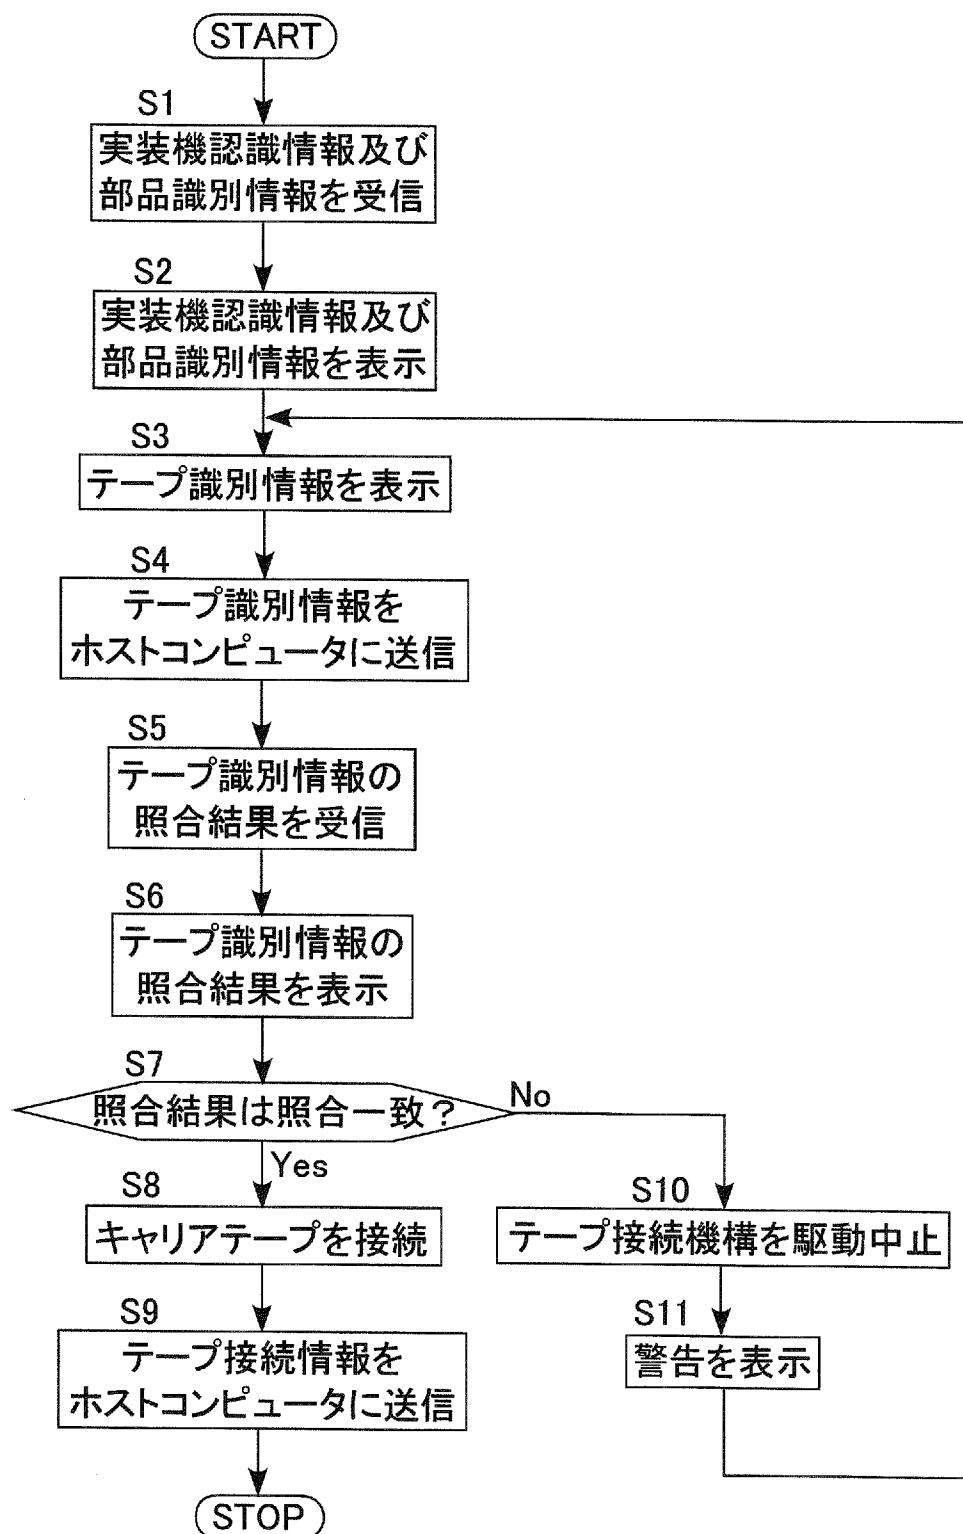 START
S1
実装機認識情報及び
部品識別情報を受信
S2
実装機認識情報及び
部品識別情報を表示
S3
テープ識別情報を表示
S4
テープ識別情報を
ホストコンピュータに送信
S5
テープ識別情報の
照合結果を受信
S6
テープ識別情報の
照合結果を表示
S7
照合結果は照合一致？
No
Yes
S8
キャリアテープを接続
S9
テープ接続情報を
ホストコンピュータに送信
STOP
S10
テープ接続機構を駆動中止
S11
警告を表示